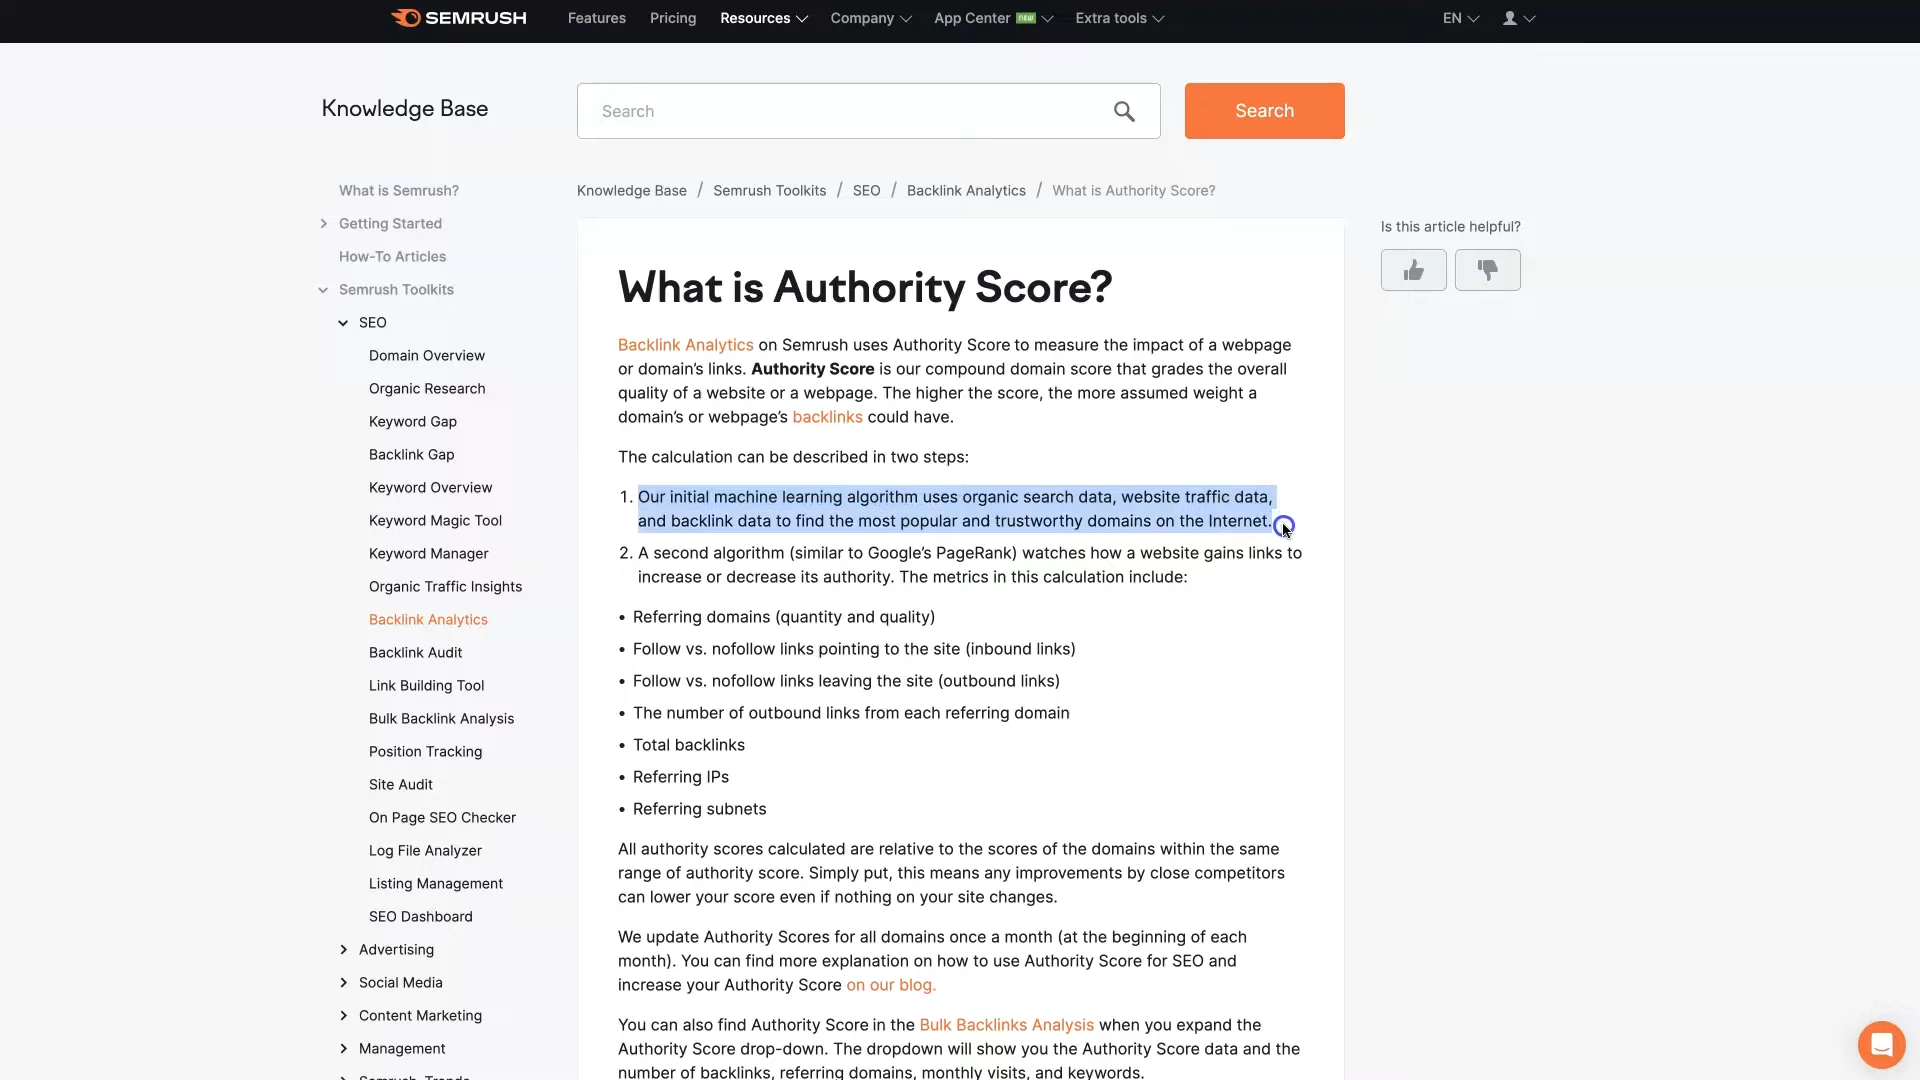 SEMRUSH
Features
Pricing
Resources
Company
App Center new
Extra tools
EN
Knowledge Base
Search
Search
What is Semrush?
Getting Started
How-To Articles
Semrush Toolkits
SEO
Domain Overview
Organic Research
Keyword Gap
Backlink Gap
Keyword Overview
Keyword Magic Tool
Keyword Manager
Organic Traffic Insights
Backlink Analytics
Backlink Audit
Link Building Tool
Bulk Backlink Analysis
Position Tracking
Site Audit
On Page SEO Checker
Log File Analyzer
Listing Management
SEO Dashboard
Advertising
Social Media
Content Marketing
Management
Semrush Trends
Knowledge Base / Semrush Toolkits / SEO / Backlink Analytics / What is Authority Score?
What is Authority Score?
Backlink Analytics on Semrush uses Authority Score to measure the impact of a webpage
or domain’s links. Authority Score is our compound domain score that grades the overall
quality of a website or a webpage. The higher the score, the more assumed weight a
domain’s or webpage’s backlinks could have.
The calculation can be described in two steps:
1. Our initial machine learning algorithm uses organic search data, website traffic data,
and backlink data to find the most popular and trustworthy domains on the Internet.
2. A second algorithm (similar to Google’s PageRank) watches how a website gains links to
increase or decrease its authority. The metrics in this calculation include:
• Referring domains (quantity and quality)
• Follow vs. nofollow links pointing to the site (inbound links)
• Follow vs. nofollow links leaving the site (outbound links)
• The number of outbound links from each referring domain
• Total backlinks
• Referring IPs
• Referring subnets
All authority scores calculated are relative to the scores of the domains within the same
range of authority score. Simply put, this means any improvements by close competitors
can lower your score even if nothing on your site changes.
We update Authority Scores for all domains once a month (at the beginning of each
month). You can find more explanation on how to use Authority Score for SEO and
increase your Authority Score on our blog.
You can also find Authority Score in the Bulk Backlinks Analysis when you expand the
Authority Score drop-down. The dropdown will show you the Authority Score data and the
number of backlinks, referring domains, monthly visits, and keywords.
Is this article helpful?